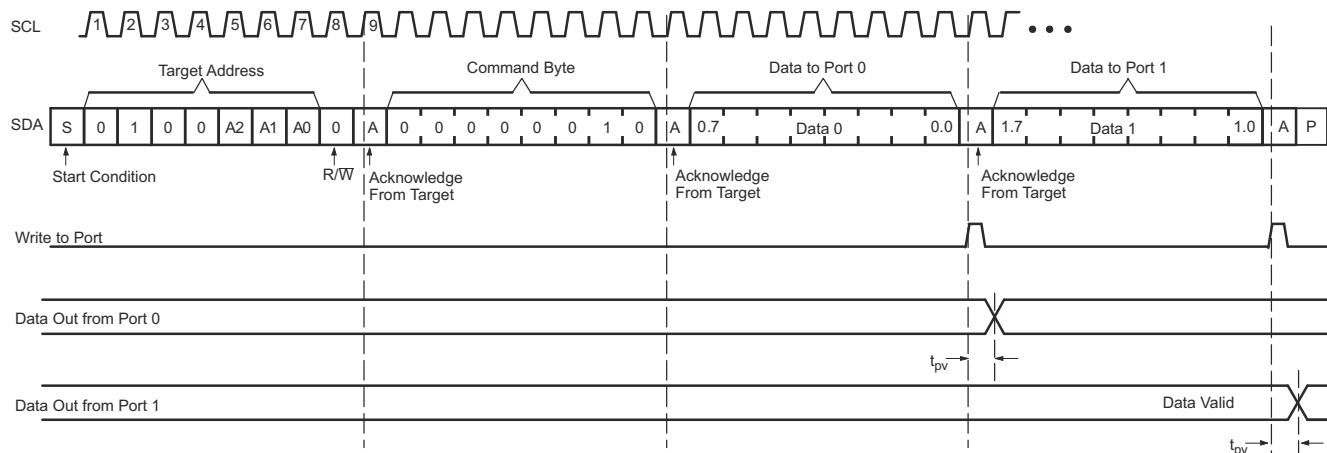 SCL
1 2 3 4 5 6 7 8 9
Target Address
Command Byte
Data to Port 0
Data to Port 1
SDA
S 0 1 0 0 A2 A1 A0 0 A 0 0 0 0 0 0 1 0 A 0.7 Data 0 0.0 A 1.7 Data 1 1.0 A P
Start Condition
R/W̅
Acknowledge
From Target
Acknowledge
From Target
Acknowledge
From Target
Write to Port
Data Out from Port 0
tpv
Data Out from Port 1
Data Valid
tpv